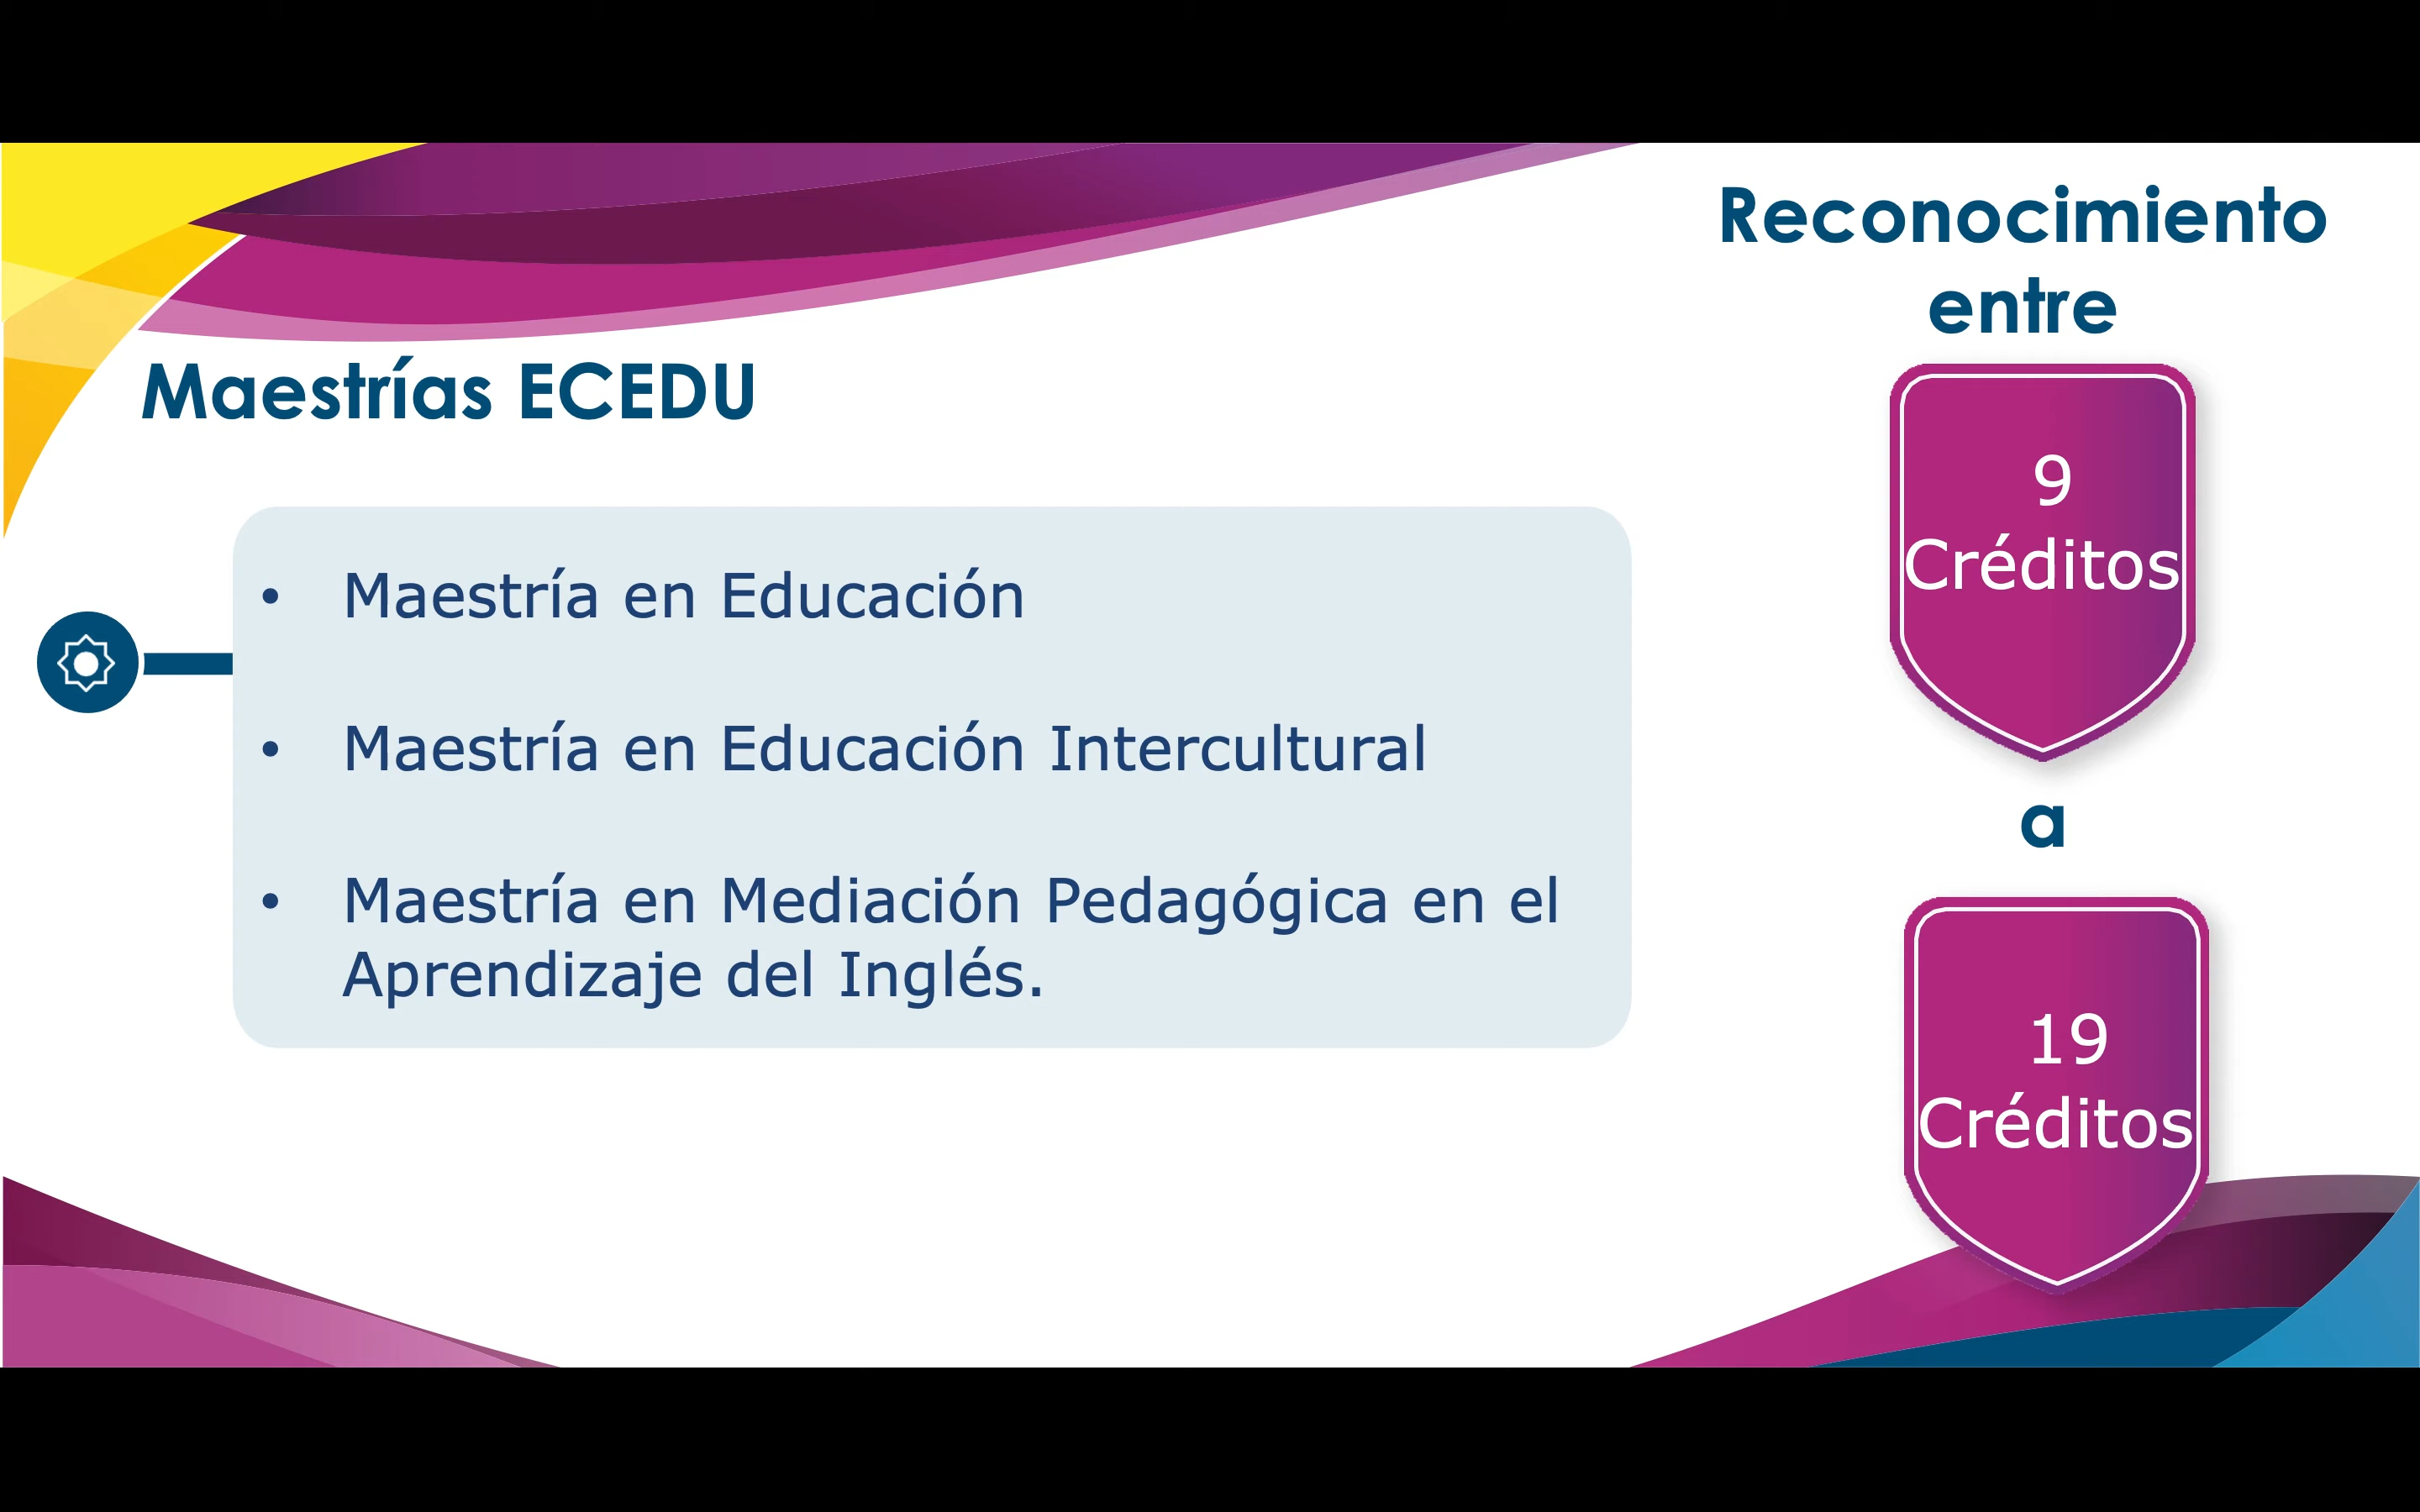 Maestrías ECEDU
• Maestría en Educación
• Maestría en Educación Intercultural
• Maestría en Mediación Pedagógica en el
Aprendizaje del Inglés.
Reconocimiento
entre
9
Créditos
a
19
Créditos